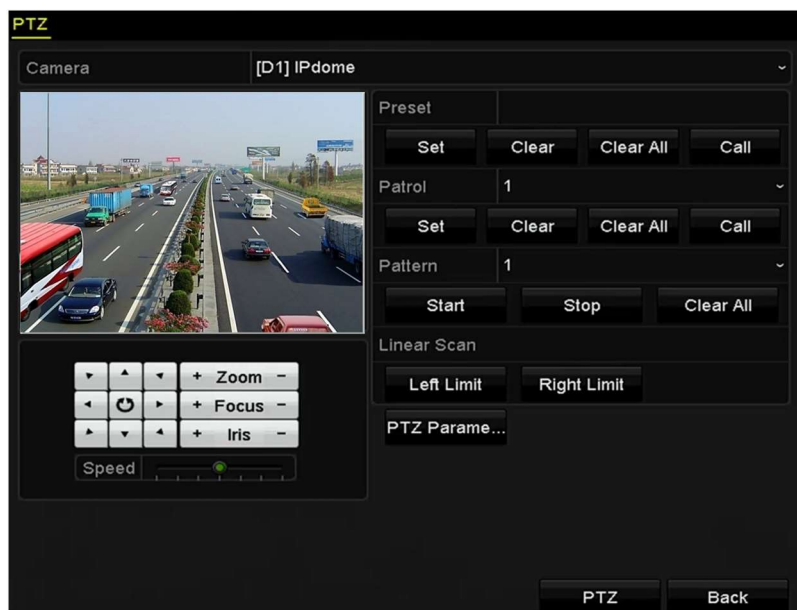 PTZ
Camera [D1] IPdome
Preset
Set Clear Clear All Call
Patrol 1
Set Clear Clear All Call
Pattern 1
Start Stop Clear All
Linear Scan
Left Limit Right Limit
PTZ Parame...
+ Zoom -
+ Focus -
+ Iris -
Speed
PTZ Back